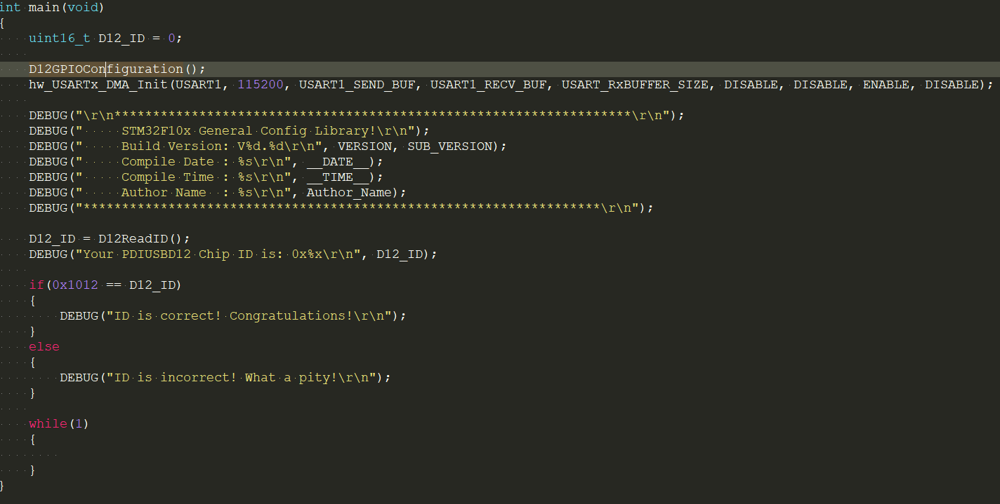 int main(void)
{
    uint16_t D12_ID = 0;
    D12GPIOConfiguration();
    hw_USARTx_DMA_Init(USART1, 115200, USART1_SEND_BUF, USART1_RECV_BUF, USART_RxBUFFER_SIZE, DISABLE, DISABLE, ENABLE, DISABLE);
    DEBUG("\r\n*******************************************************************\r\n");
    DEBUG("     STM32F10x General Config Library!\r\n");
    DEBUG("     Build Version: V%d.%d\r\n", VERSION, SUB_VERSION);
    DEBUG("     Compile Date : %s\r\n", __DATE__);
    DEBUG("     Compile Time : %s\r\n", __TIME__);
    DEBUG("     Author Name  : %s\r\n", Author_Name);
    DEBUG("*******************************************************************\r\n");
    D12_ID = D12ReadID();
    DEBUG("Your PDIUSBD12 Chip ID is: 0x%x\r\n", D12_ID);
    if(0x1012 == D12_ID)
    {
        DEBUG("ID is correct! Congratulations!\r\n");
    }
    else
    {
        DEBUG("ID is incorrect! What a pity!\r\n");
    }
    while(1)
    {
    }
}